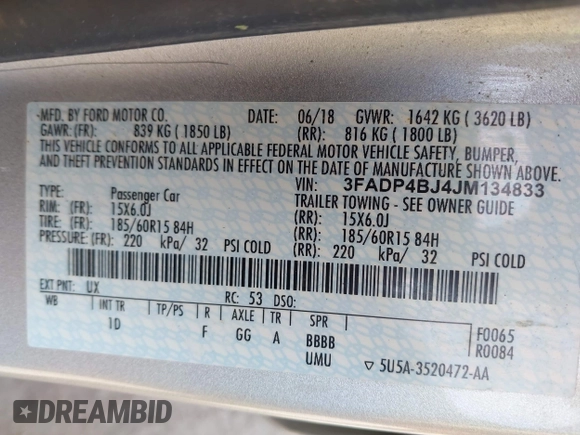 -MFD. BY FORD MOTOR CO. DATE: 06/18 GVWR: 1642 KG ( 3620 LB)
GAWR: (FR): 839 KG ( 1850 LB) (RR): 816 KG ( 1800 LB)
THIS VEHICLE CONFORMS TO ALL APPLICABLE FEDERAL MOTOR VEHICLE SAFETY, BUMPER,
AND THEFT PREVENTION STANDARDS IN EFFECT ON THE DATE OF MANUFACTURE SHOWN ABOVE.
VIN: 3FADP4BJ4JM134833
TYPE: Passenger Car TRAILER TOWING - SEE OWNER GUIDE
RIM: (FR): 15X6.0J (RR): 15X6.0J
TIRE: (FR): 185/60R15 84H (RR): 185/60R15 84H
PRESSURE: (FR): 220 kPa/ 32 PSI COLD (RR): 220 kPa/ 32 PSI COLD
EXT PNT: UX RC: 53 DSO:
WB INT TR TP/PS R AXLE TR SPR F0065
1D F GG A BBBB R0084
UMU ▽ 5U5A-3520472-AA
DREAMBID